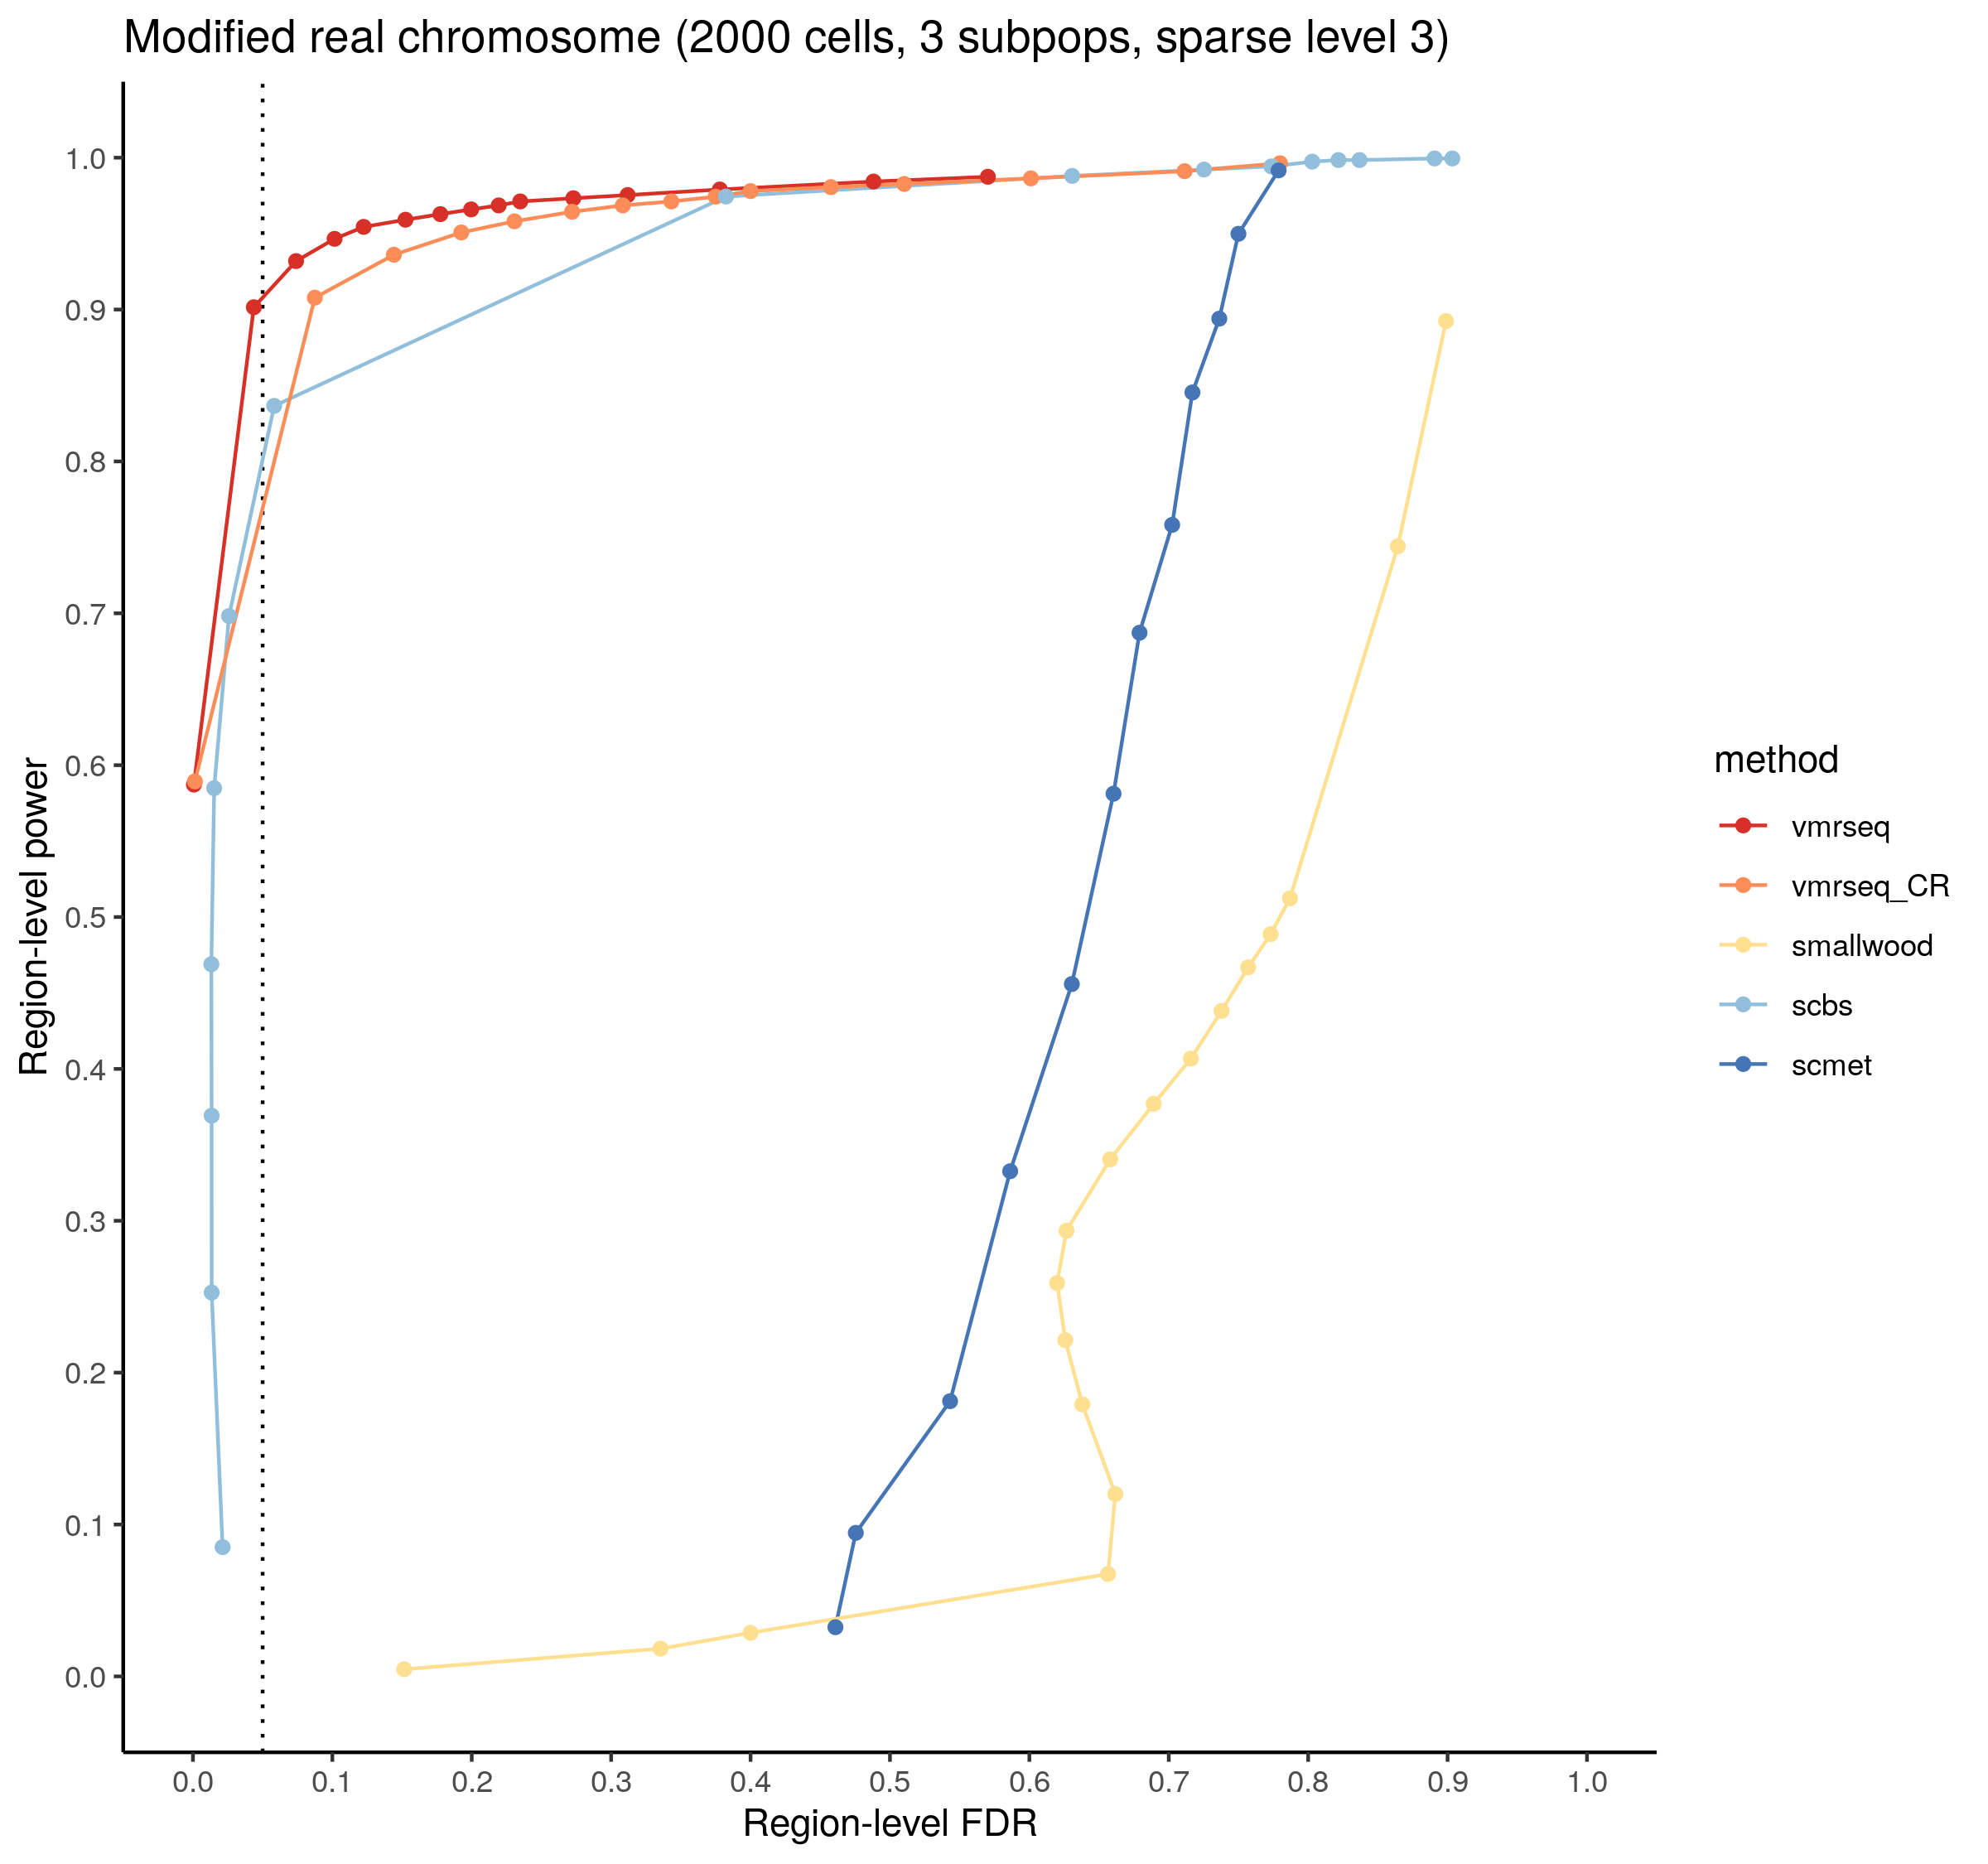 Modified real chromosome (2000 cells, 3 subpops, sparse level 3)
Region-level power
1.0
0.9
0.8
0.7
0.6
0.5
0.4
0.3
0.2
0.1
0.0
0.0 0.1 0.2 0.3 0.4 0.5 0.6 0.7 0.8 0.9 1.0
Region-level FDR
method
vmrseq
vmrseq_CR
smallwood
scbs
scmet